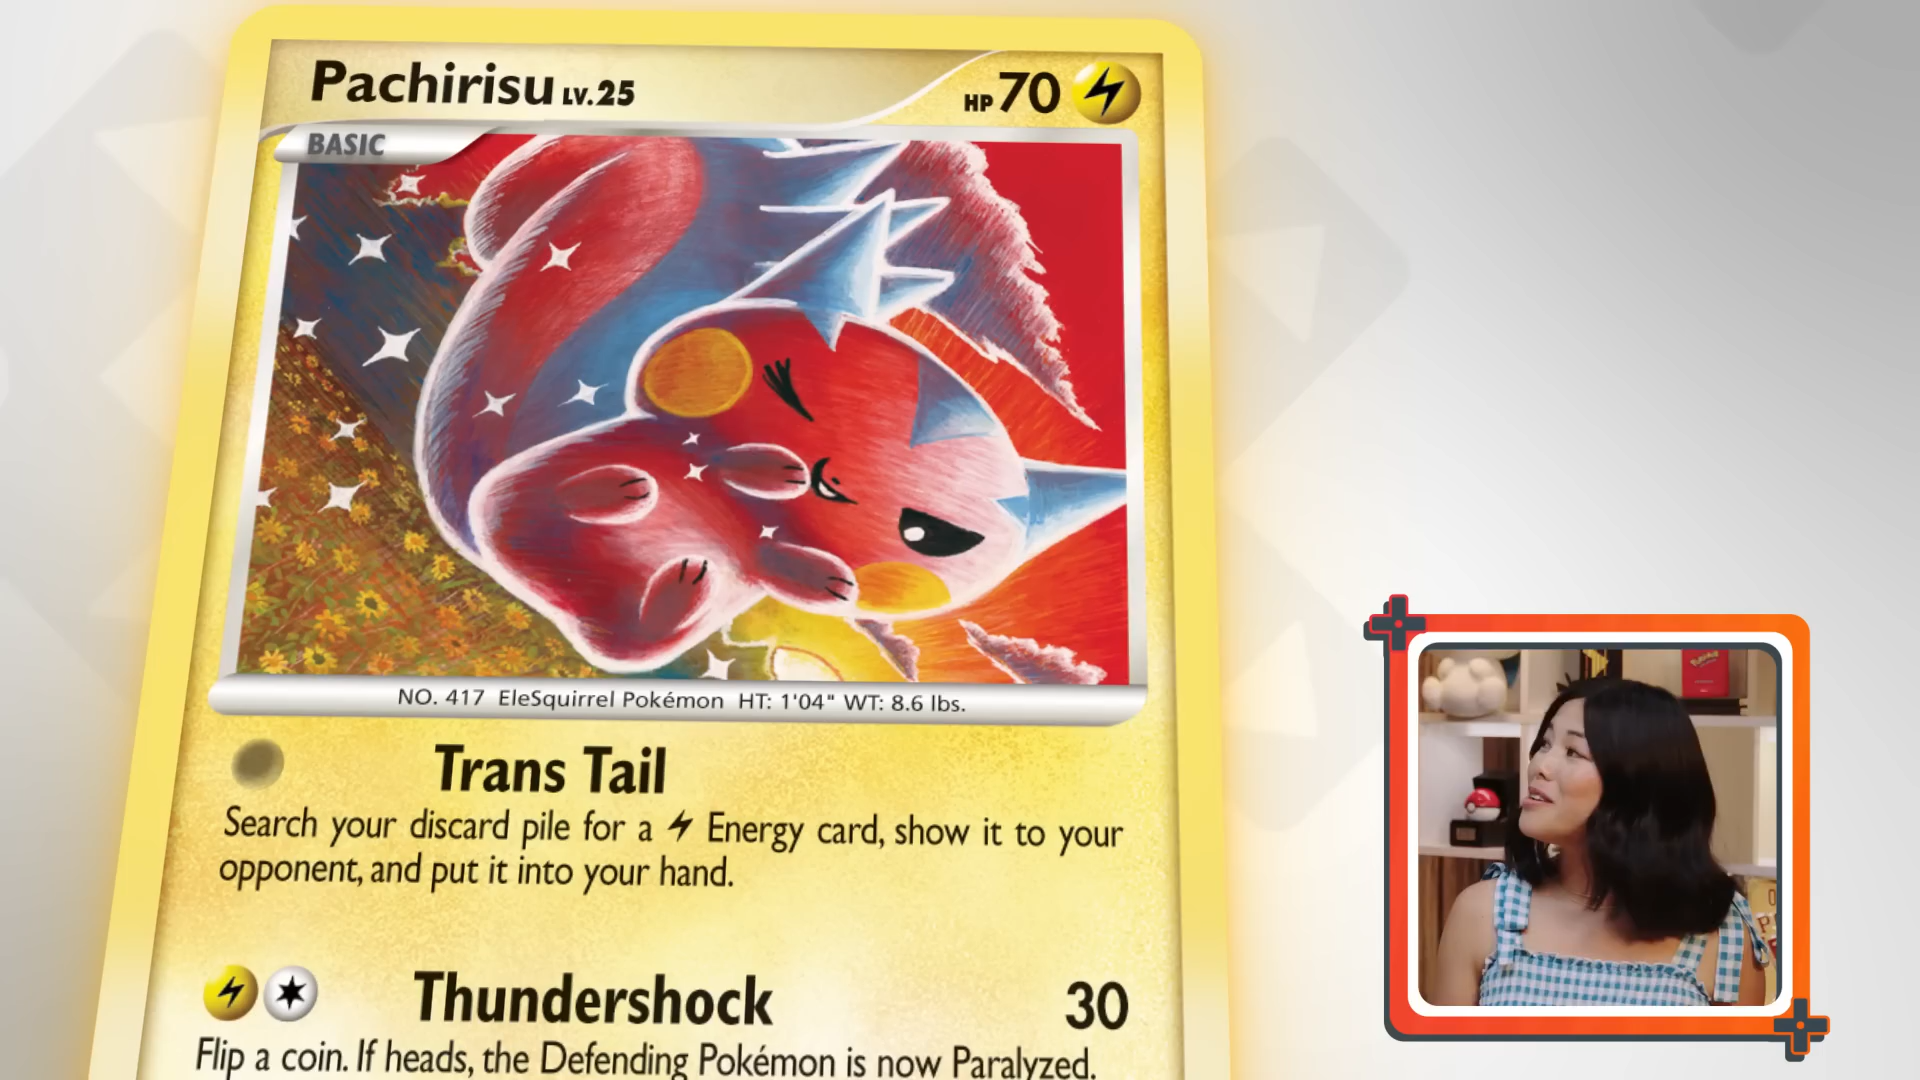 Pachirisu LV.25
HP 70
BASIC
NO. 417 EleSquirrel Pokémon HT: 1'04" WT: 8.6 lbs.
Trans Tail
Search your discard pile for a Energy card, show it to your
opponent, and put it into your hand.
Thundershock 30
Flip a coin. If heads, the Defending Pokémon is now Paralyzed.